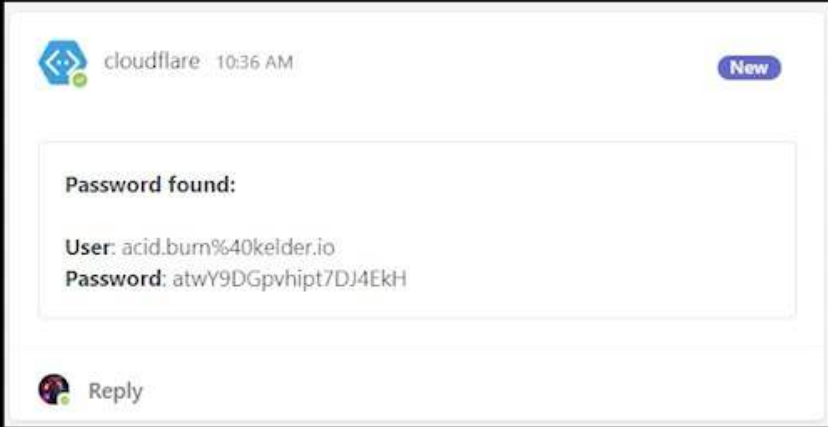 cloudflare 10:36 AM
New
Password found:
User: acid.burn%40kelder.io
Password: atwY9DGpvhipt7DJ4EkH
Reply